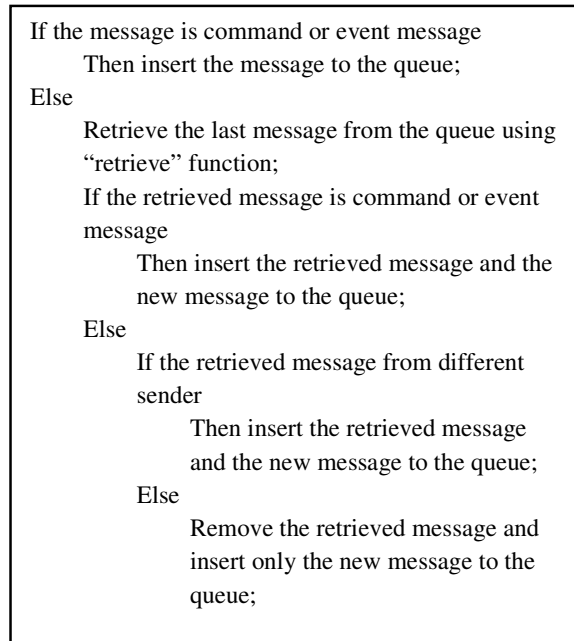 If the message is command or event message
Then insert the message to the queue;
Else
Retrieve the last message from the queue using
“retrieve” function;
If the retrieved message is command or event
message
Then insert the retrieved message and the
new message to the queue;
Else
If the retrieved message from different
sender
Then insert the retrieved message
and the new message to the queue;
Else
Remove the retrieved message and
insert only the new message to the
queue;